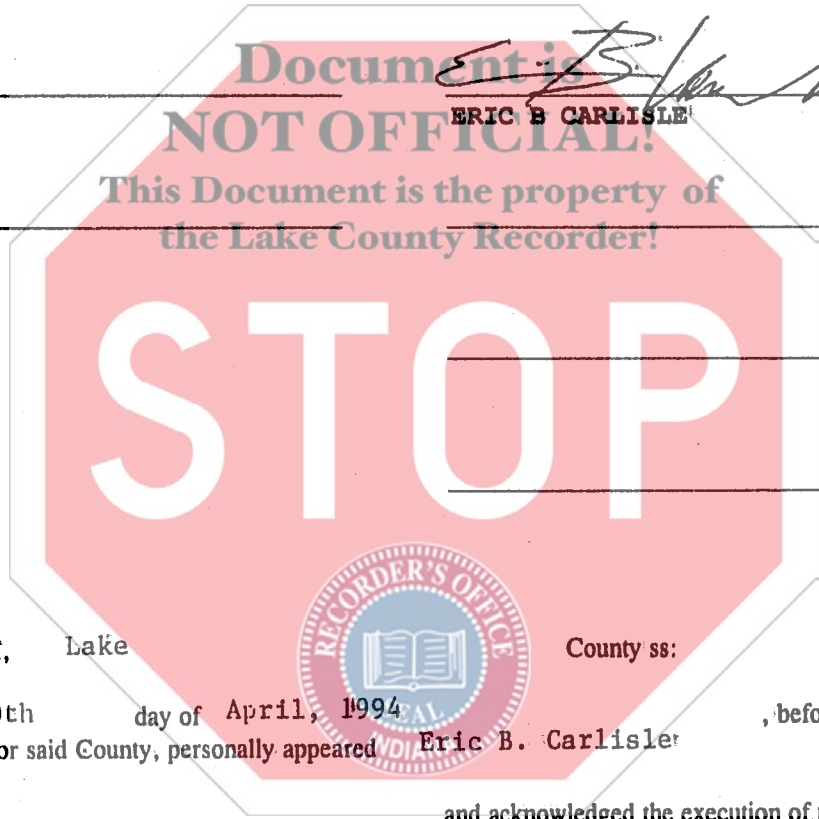 Document is
NOT OFFICIAL!
ERIC B CARLISLE
This Document is the property of
the Lake County Recorder!
STOP
RECORDER'S OFFICE
SEAL
INDIANA
Lake County ss:
day of April, 1994 , befo
or said County, personally appeared Eric B. Carlisle
and acknowledged the execution of